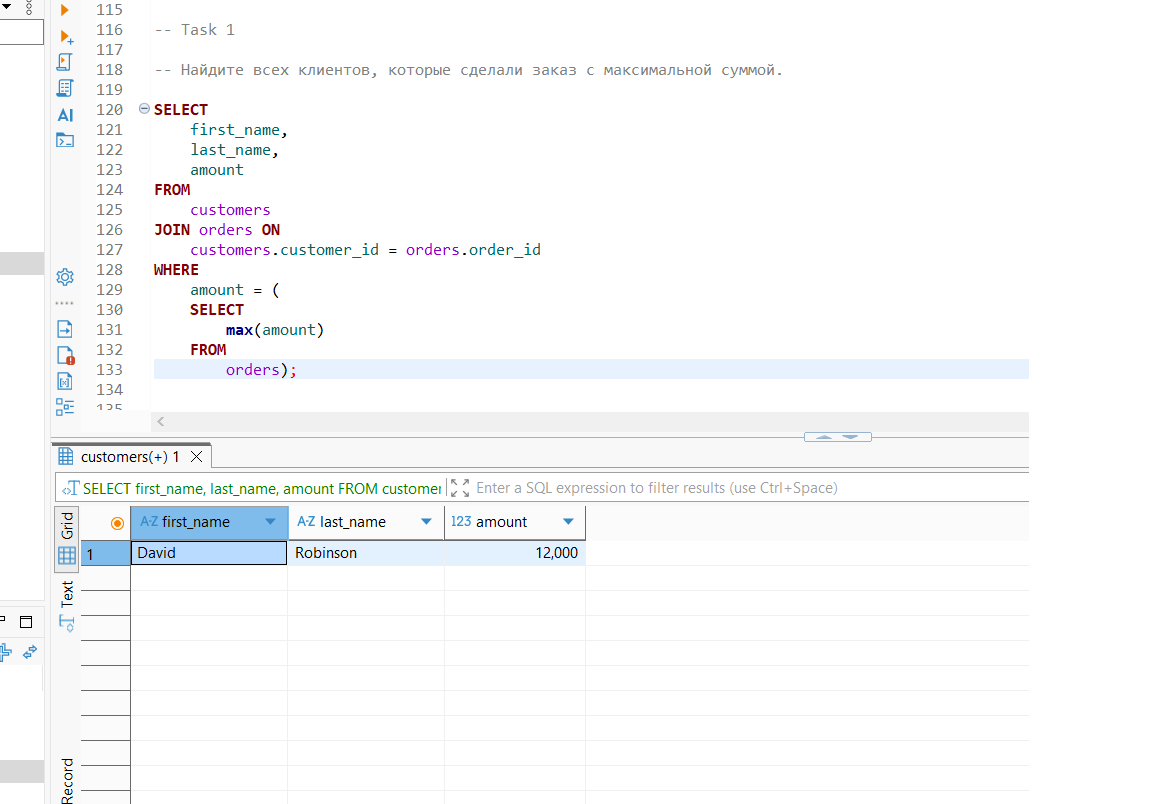 115
116 -- Task 1
117
118 -- Найдите всех клиентов, которые сделали заказ с максимальной суммой.
119
120 SELECT
121 first_name,
122 last_name,
AI
123 amount
124 FROM
125 customers
126 JOIN orders ON
127 customers.customer_id = orders.order_id
128 WHERE
129 amount = (
130 SELECT
131 max(amount)
132 FROM
133 orders);
134
135
customers(+) 1
SELECT first_name, last_name, amount FROM customer
Enter a SQL expression to filter results (use Ctrl+Space)
Grid
A-Z first_name A-Z last_name 123 amount
1 David Robinson 12,000
Text
Record